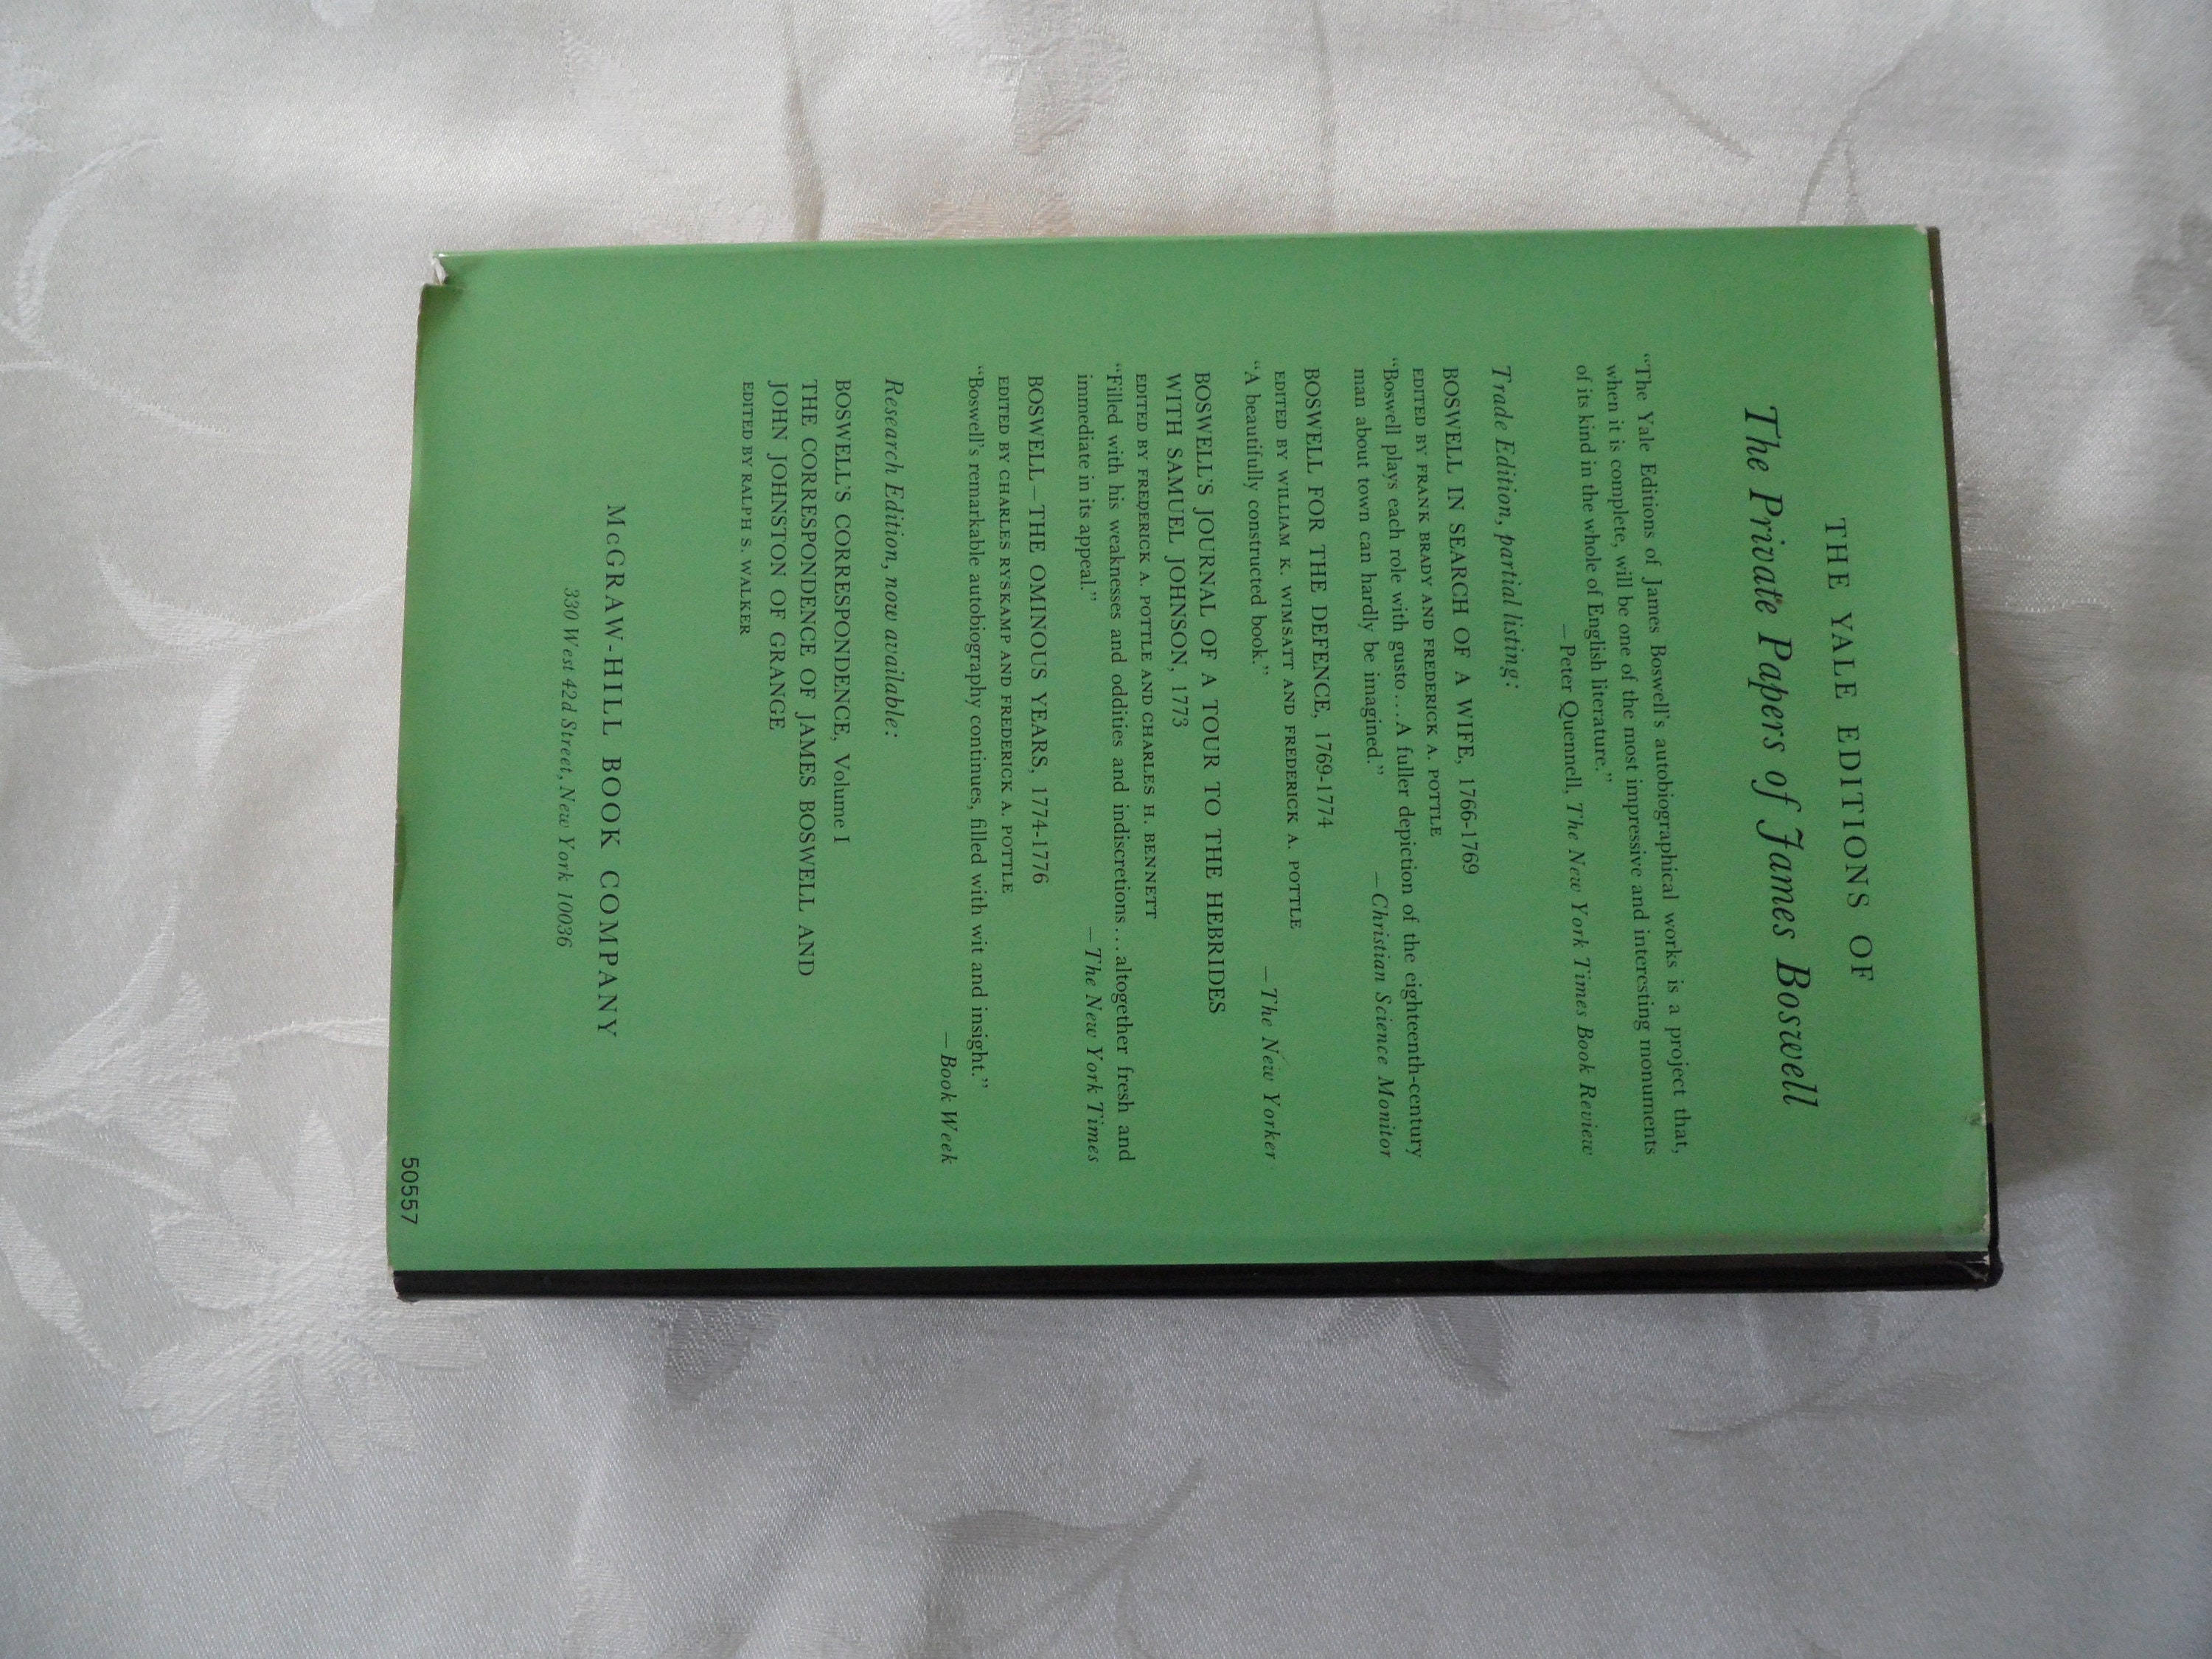 THE YALE EDITIONS OF
The Private Papers of James Boswell
“The Yale Editions of James Boswell’s autobiographical works is a project that,
when it is complete, will be one of the most impressive and interesting monuments
of its kind in the whole of English literature.”
—Peter Quennell, The New York Times Book Review
Trade Edition, partial listing:
BOSWELL IN SEARCH OF A WIFE, 1766-1769
EDITED BY FRANK BRADY AND FREDERICK A. POTTLE
“Boswell plays each role with gusto...A fuller depiction of the eighteenth-century
man about town can hardly be imagined.” —Christian Science Monitor
BOSWELL FOR THE DEFENCE, 1769-1774
EDITED BY WILLIAM K. WIMSATT AND FREDERICK A. POTTLE
“A beautifully constructed book.” —The New Yorker
BOSWELL’S JOURNAL OF A TOUR TO THE HEBRIDES
WITH SAMUEL JOHNSON, 1773
EDITED BY FREDERICK A. POTTLE AND CHARLES H. BENNETT
“Filled with his weaknesses and oddities and indiscretions...altogether fresh and
immediate in its appeal.” —The New York Times
BOSWELL—THE OMINOUS YEARS, 1774-1776
EDITED BY CHARLES RYSKAMP AND FREDERICK A. POTTLE
“Boswell’s remarkable autobiography continues, filled with wit and insight.”
—Book Week
Research Edition, now available:
BOSWELL’S CORRESPONDENCE, Volume I
THE CORRESPONDENCE OF JAMES BOSWELL AND
JOHN JOHNSTON OF GRANGE
EDITED BY RALPH S. WALKER
McGRAW-HILL BOOK COMPANY
330 West 42d Street, New York 10036
50557